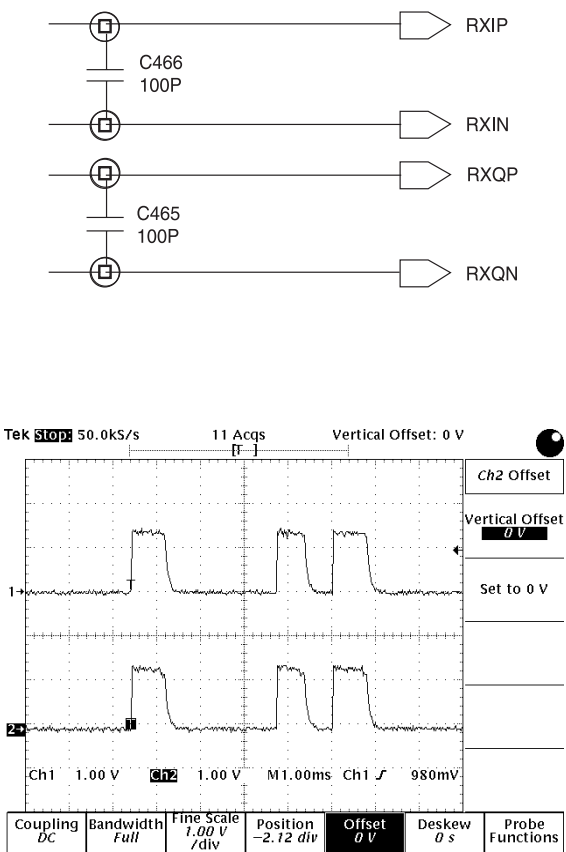 RXIP
C466
100P
RXIN
RXQP
C465
100P
RXQN
Tek Stop: 50.0kS/s 11 Acqs Vertical Offset: 0 V
[T ]
Ch2 Offset
Vertical Offset
0 V
Set to 0 V
T
1
T
2
Ch1 1.00 V Ch2 1.00 V M1.00ms Ch1 980mV
Coupling
DC
Bandwidth
Full
Fine Scale
1.00 V
/div
Position
−2.12 div
Offset
0 V
Deskew
0 s
Probe
Functions